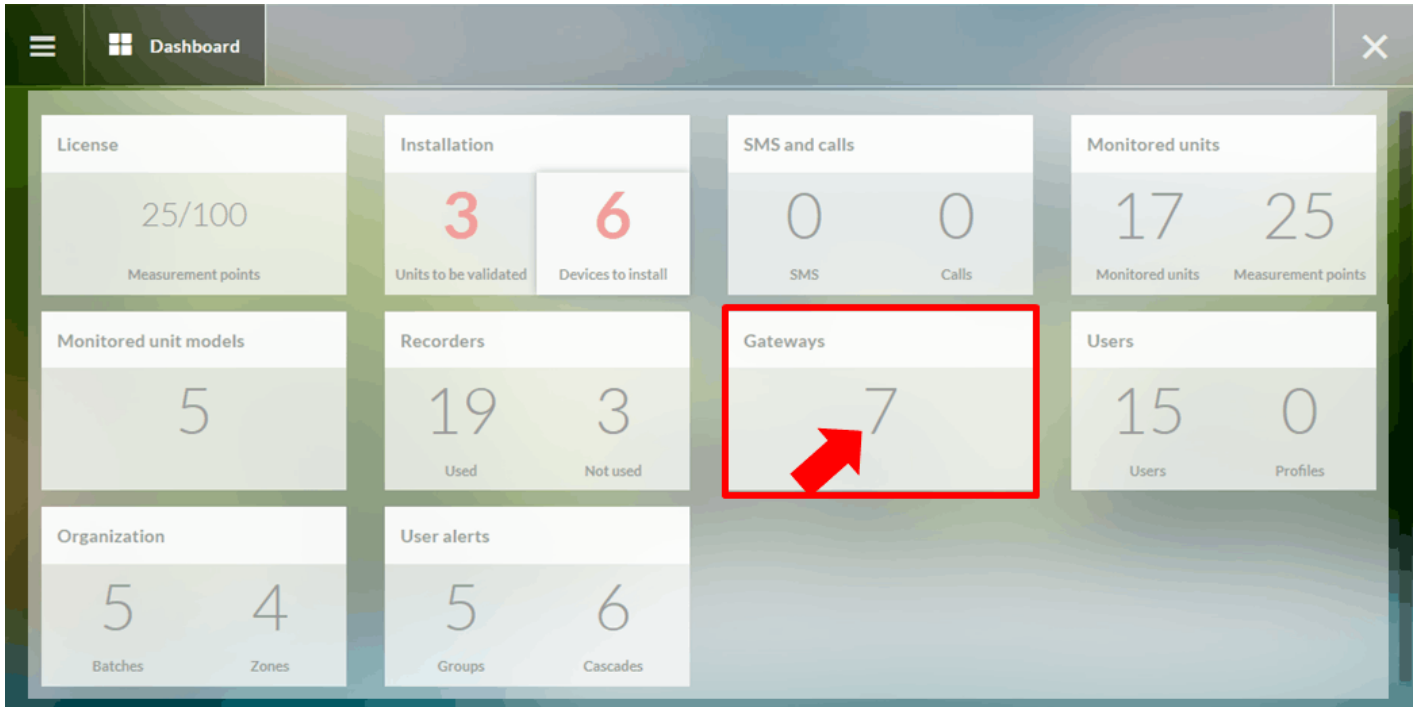 Dashboard
License
25/100
Measurement points
Installation
3
6
Units to be validated
Devices to install
SMS and calls
0
0
SMS
Calls
Monitored units
17
25
Monitored units
Measurement points
Monitored unit models
5
Recorders
19
3
Used
Not used
Gateways
7
Users
15
0
Users
Profiles
Organization
5
4
Batches
Zones
User alerts
5
6
Groups
Cascades